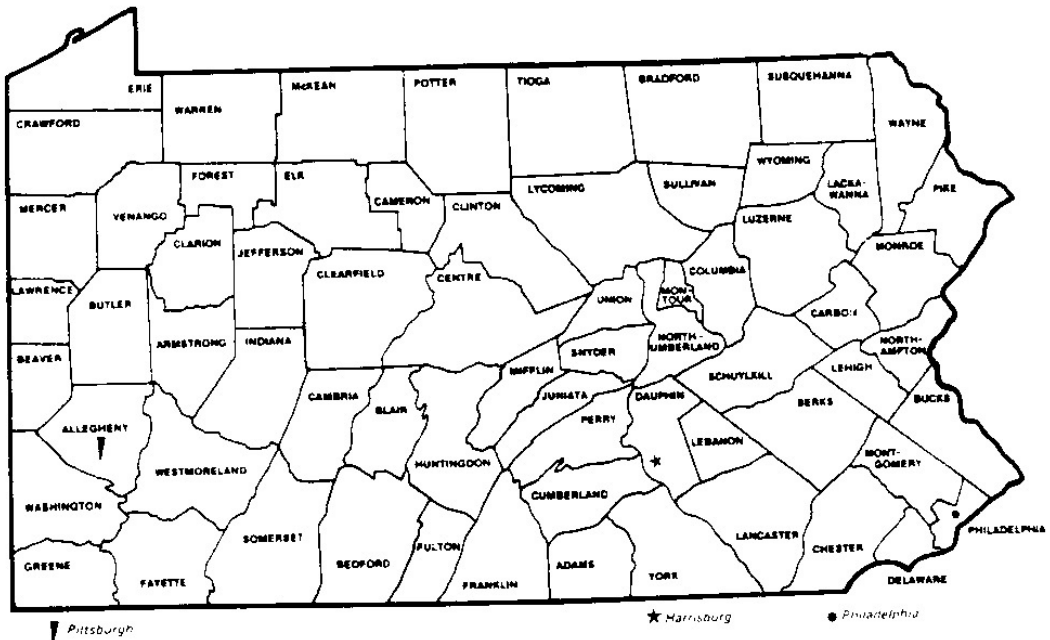 ERIE
CRAWFORD
WARREN
McKEAN
POTTER
TIOGA
BRADFORD
SUSQUEHANNA
WAYNE
WYOMING
FOREST
ELK
CAMERON
CLINTON
LYCOMING
SULLIVAN
LACKA-
WANNA
PIKE
MERCER
VENANGO
CLARION
JEFFERSON
CLEARFIELD
CENTRE
LUZERNE
COLUMBIA
MONROE
LAWRENCE
BUTLER
UNION
MON-
TOUR
CARBON
ARMSTRONG
INDIANA
NORTH-
UMBERLAND
NORTH-
AMPTON
BEAVER
SNYDER
MIFFLIN
SCHUYLKILL
LEHIGH
CAMBRIA
BLAIR
JUNIATA
DAUPHIN
BERKS
BUCKS
ALLEGHENY
PERRY
LEBANON
WESTMORELAND
HUNTINGDON
MONT-
GOMERY
WASHINGTON
CUMBERLAND
PHILADELPHIA
SOMERSET
LANCASTER
CHESTER
GREENE
FAYETTE
BEDFORD
FULTON
FRANKLIN
ADAMS
YORK
DELAWARE
Pittsburgh
Harrisburg
Philadelphia